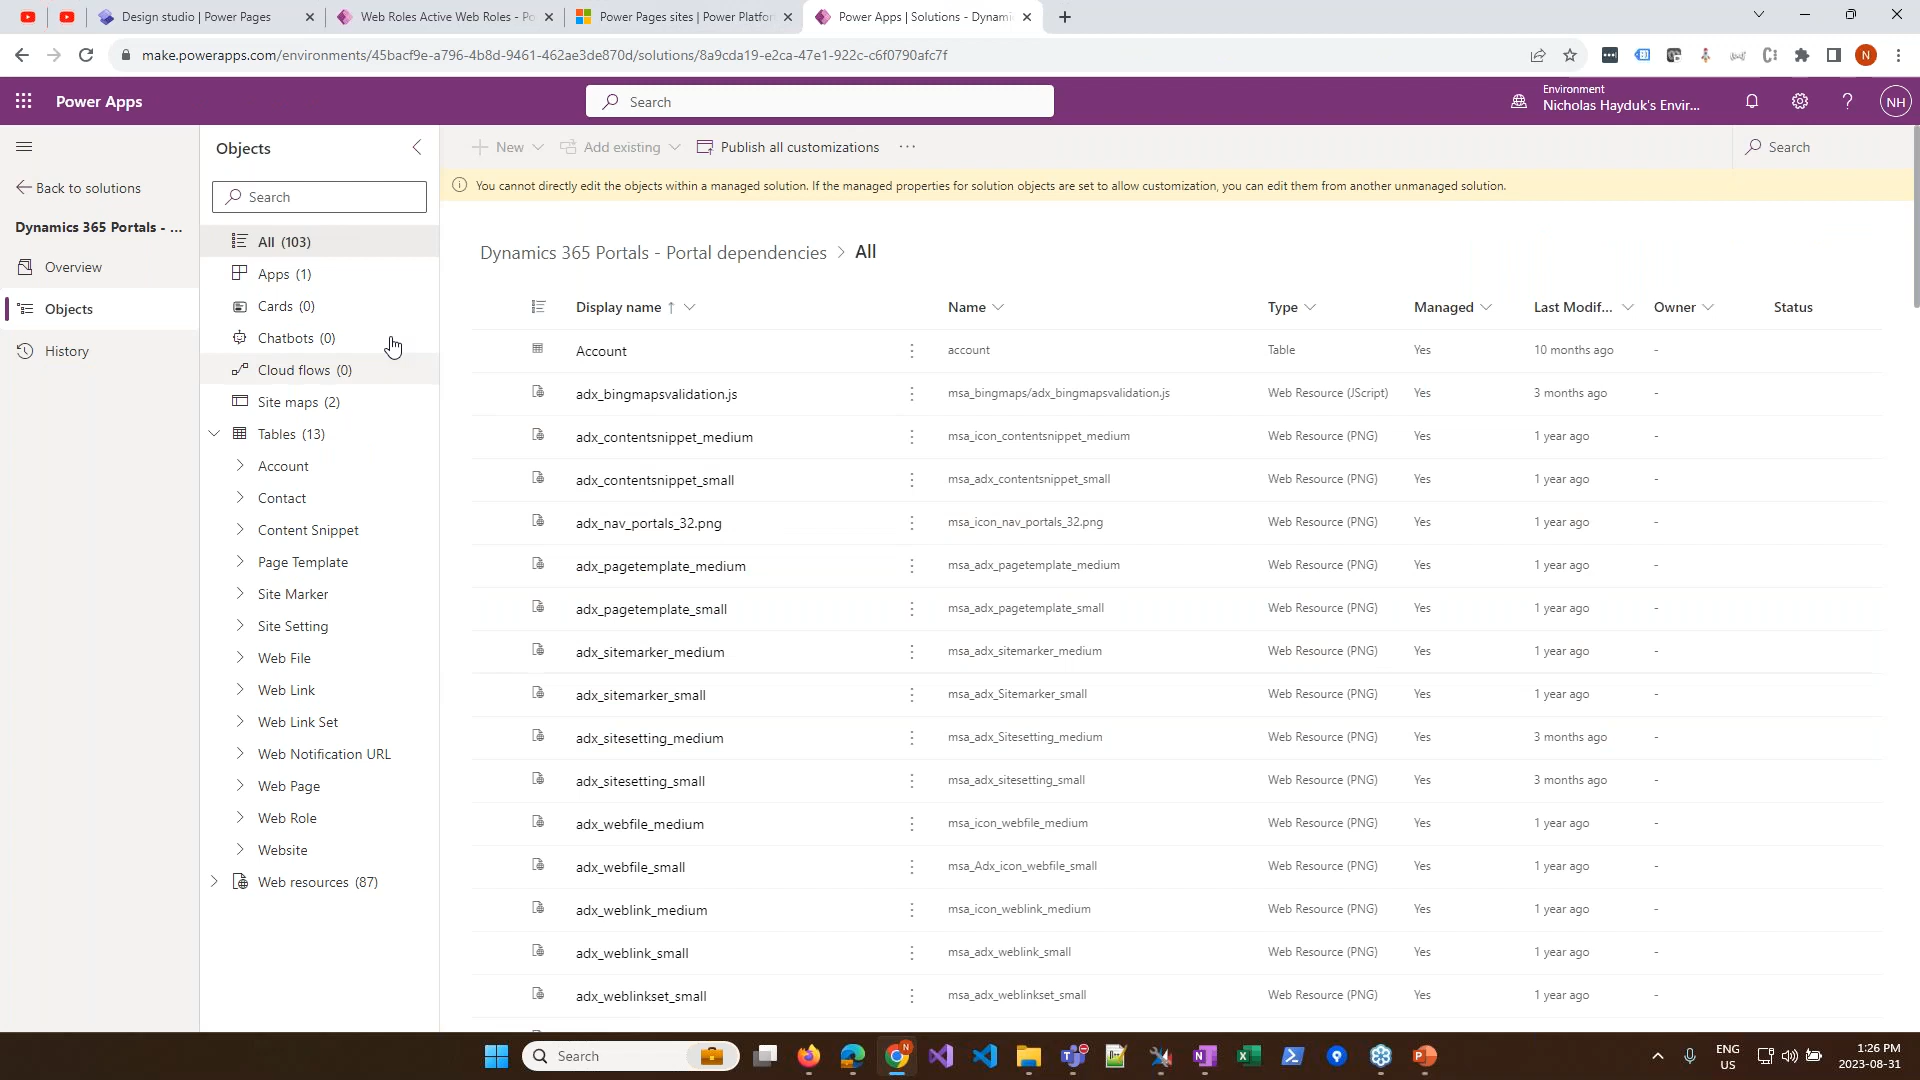 Design studio | Power Pages
Web Roles Active Web Roles - Po
Power Pages sites | Power Platfor
Power Apps | Solutions - Dynami
make.powerapps.com/environments/45bacf9e-a796-4b8d-9461-462ae3de870d/solutions/8a9cda19-e2ca-47e1-922c-c6f0790afc7f
N
Power Apps
Search
Environment
Nicholas Hayduk's Envir...
NH
Back to solutions
Dynamics 365 Portals - ...
Overview
Objects
History
Objects
Search
All (103)
Apps (1)
Cards (0)
Chatbots (0)
Cloud flows (0)
Site maps (2)
Tables (13)
Account
Contact
Content Snippet
Page Template
Site Marker
Site Setting
Web File
Web Link
Web Link Set
Web Notification URL
Web Page
Web Role
Website
Web resources (87)
New
Add existing
Publish all customizations
Search
You cannot directly edit the objects within a managed solution. If the managed properties for solution objects are set to allow customization, you can edit them from another unmanaged solution.
Dynamics 365 Portals - Portal dependencies > All
Display name ↑ Name Type Managed Last Modif... Owner Status
Account account Table Yes 10 months ago -
adx_bingmapsvalidation.js msa_bingmaps/adx_bingmapsvalidation.js Web Resource (JScript) Yes 3 months ago -
adx_contentsnippet_medium msa_icon_contentsnippet_medium Web Resource (PNG) Yes 1 year ago -
adx_contentsnippet_small msa_adx_contentsnippet_small Web Resource (PNG) Yes 1 year ago -
adx_nav_portals_32.png msa_icon_nav_portals_32.png Web Resource (PNG) Yes 1 year ago -
adx_pagetemplate_medium msa_adx_pagetemplate_medium Web Resource (PNG) Yes 1 year ago -
adx_pagetemplate_small msa_adx_pagetemplate_small Web Resource (PNG) Yes 1 year ago -
adx_sitemarker_medium msa_adx_sitemarker_medium Web Resource (PNG) Yes 1 year ago -
adx_sitemarker_small msa_adx_Sitemarker_small Web Resource (PNG) Yes 1 year ago -
adx_sitesetting_medium msa_adx_Sitesetting_medium Web Resource (PNG) Yes 3 months ago -
adx_sitesetting_small msa_adx_sitesetting_small Web Resource (PNG) Yes 3 months ago -
adx_webfile_medium msa_icon_webfile_medium Web Resource (PNG) Yes 1 year ago -
adx_webfile_small msa_Adx_icon_webfile_small Web Resource (PNG) Yes 1 year ago -
adx_weblink_medium msa_icon_weblink_medium Web Resource (PNG) Yes 1 year ago -
adx_weblink_small msa_adx_weblink_small Web Resource (PNG) Yes 1 year ago -
adx_weblinkset_small msa_adx_weblinkset_small Web Resource (PNG) Yes 1 year ago -
Search
ENG
US
1:26 PM
2023-08-31